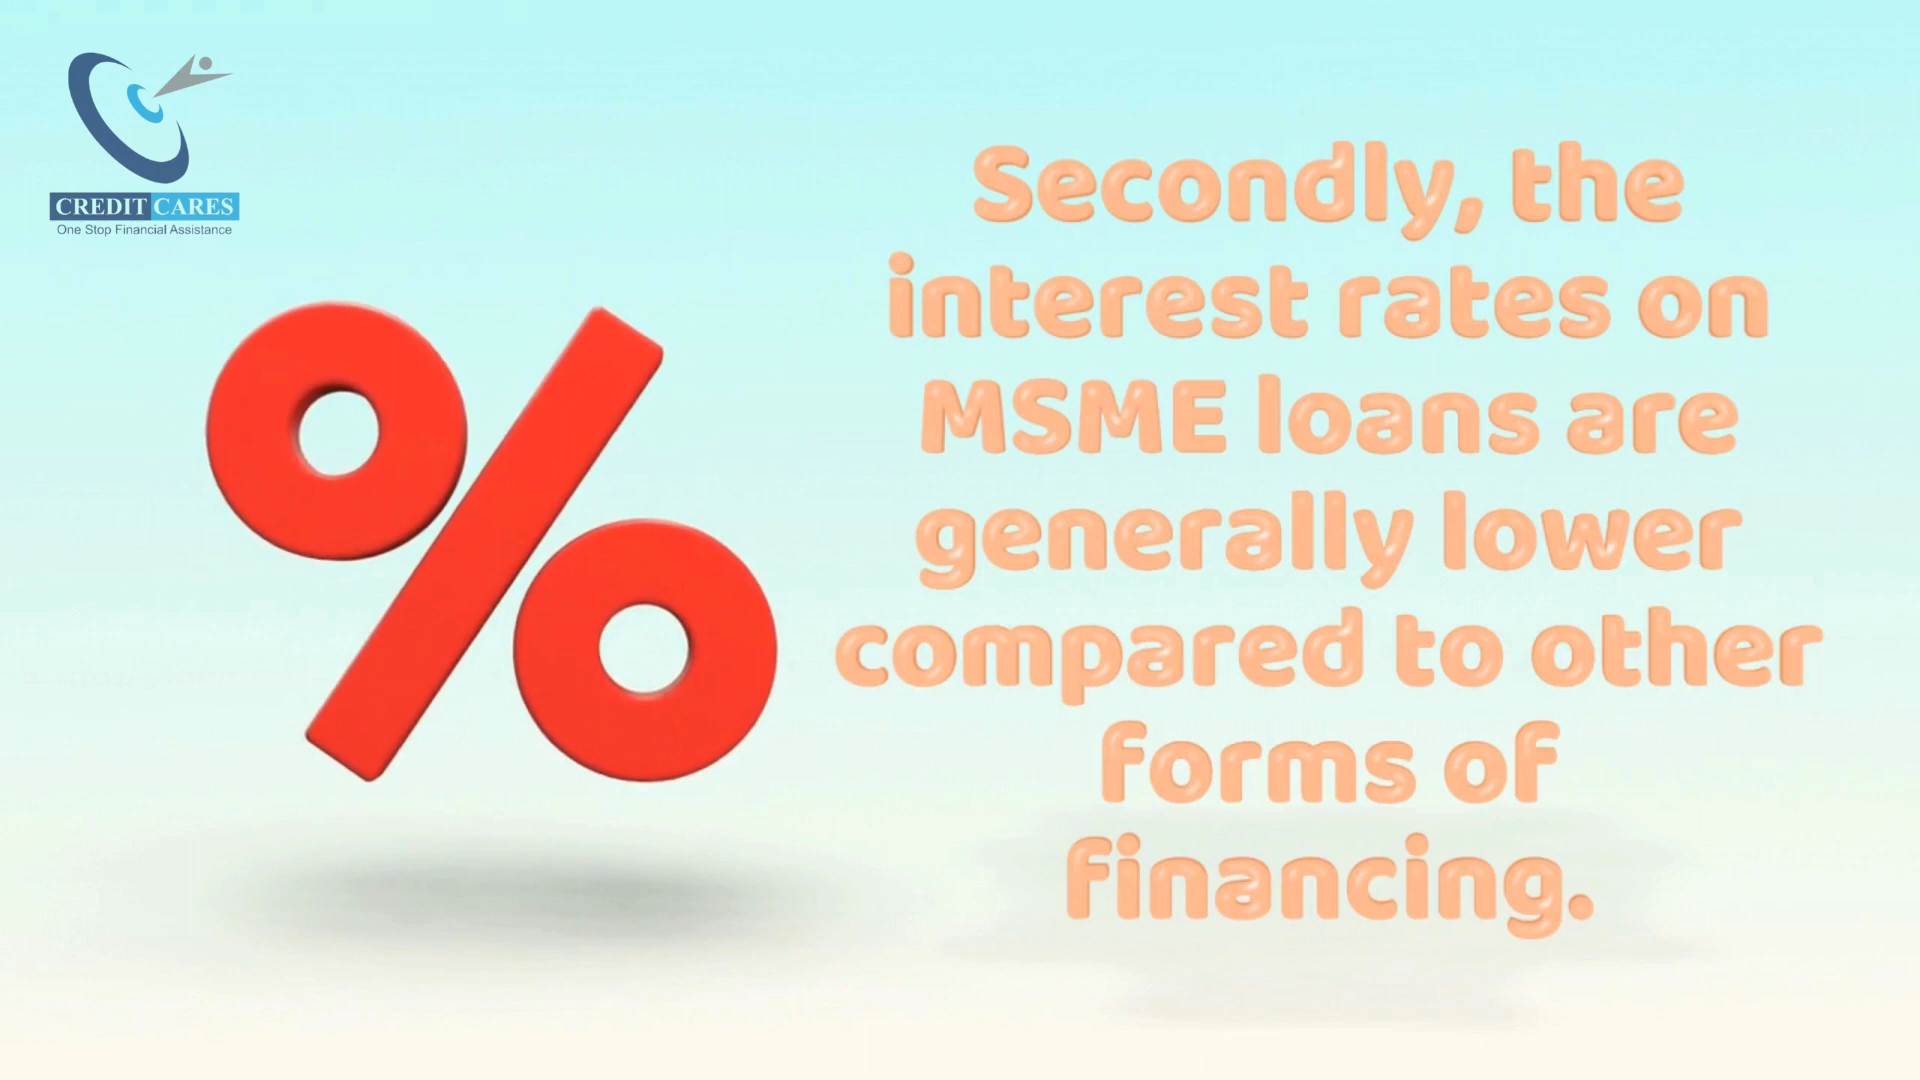 CREDIT CARES
One Stop Financial Assistance
Secondly, the
interest rates on
MSME loans are
generally lower
compared to other
forms of
financing.